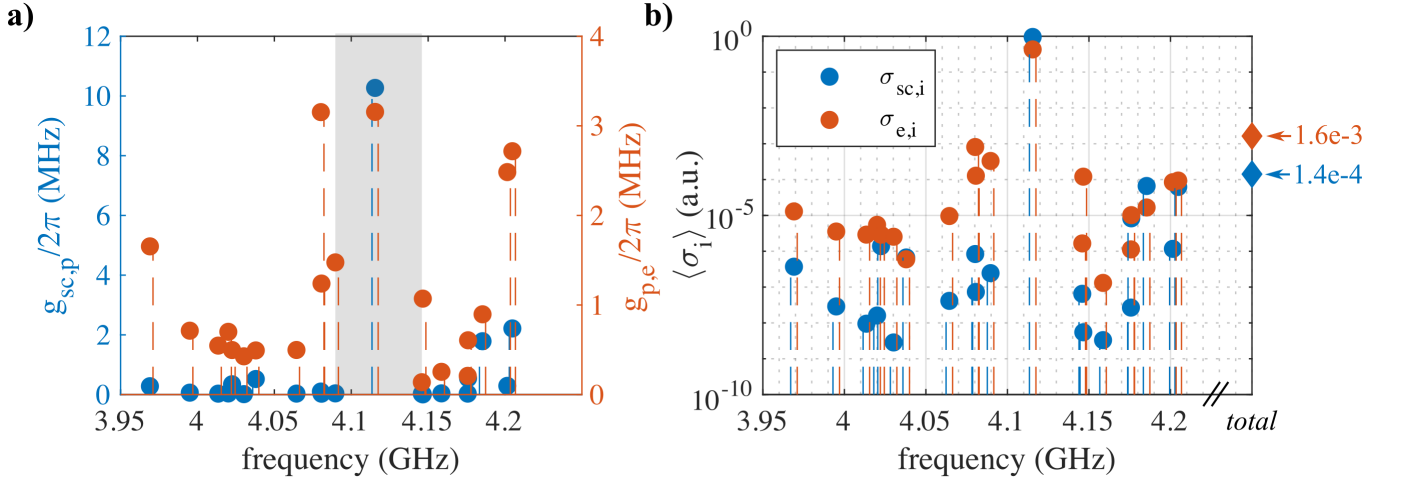 a)
12
10
8
6
4
2
0
g_sc,p/2π (MHz)
4
3
2
1
0
g_p,e/2π (MHz)
3.95 4 4.05 4.1 4.15 4.2
frequency (GHz)
b)
10^0
10^-5
10^-10
⟨σ_i⟩ (a.u.)
σ_sc,i
σ_e,i
1.6e-3
1.4e-4
3.95 4 4.05 4.1 4.15 4.2 total
frequency (GHz)